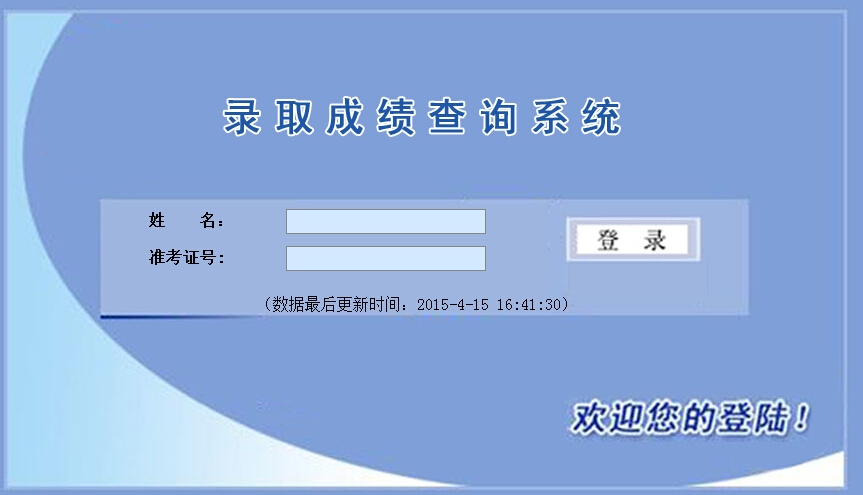 录取成绩查询系统
姓　　名：
登 录
准考证号：
（数据最后更新时间：2015-4-15 16:41:30）
欢迎您的登陆！